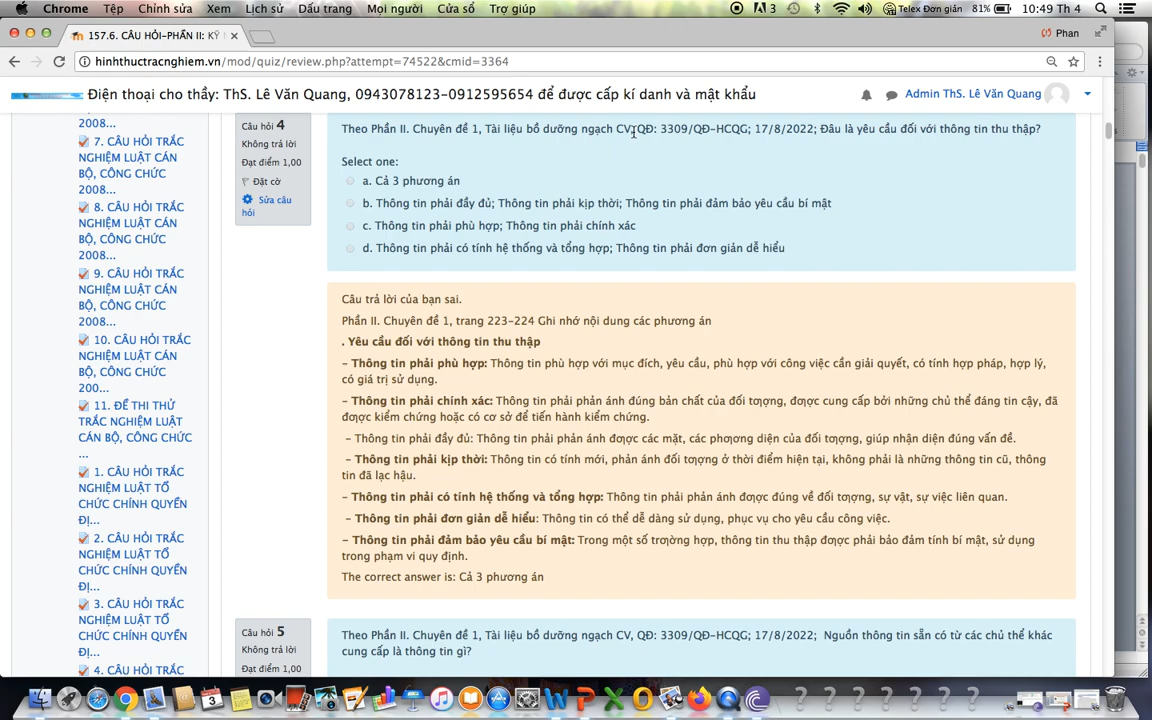 Chrome Tệp Chỉnh sửa Xem Lịch sử Dấu trang Mọi người Cửa sổ Trợ giúp 3 Telex Đơn giản 81% 10:49 Th 4
157.6. CÂU HỎI-PHẦN II: KỸ Phan
hinhthuctracnghiem.vn/mod/quiz/review.php?attempt=74522&cmid=3364
Điện thoại cho thầy: ThS. Lê Văn Quang, 0943078123-0912595654 để được cấp kí danh và mật khẩu Admin ThS. Lê Văn Quang
2008...
7. CÂU HỎI TRẮC
NGHIỆM LUẬT CÁN
BỘ, CÔNG CHỨC
2008...
8. CÂU HỎI TRẮC
NGHIỆM LUẬT CÁN
BỘ, CÔNG CHỨC
2008...
9. CÂU HỎI TRẮC
NGHIỆM LUẬT CÁN
BỘ, CÔNG CHỨC
2008...
10. CÂU HỎI TRẮC
NGHIỆM LUẬT CÁN
BỘ, CÔNG CHỨC
200...
11. ĐỀ THI THỬ
TRẮC NGHIỆM LUẬT
CÁN BỘ, CÔNG CHỨC
...
1. CÂU HỎI TRẮC
NGHIỆM LUẬT TỔ
CHỨC CHÍNH QUYỀN
ĐỊ...
2. CÂU HỎI TRẮC
NGHIỆM LUẬT TỔ
CHỨC CHÍNH QUYỀN
ĐỊ...
3. CÂU HỎI TRẮC
NGHIỆM LUẬT TỔ
CHỨC CHÍNH QUYỀN
ĐỊ...
4. CÂU HỎI TRẮC
Câu hỏi 4
Không trả lời
Đạt điểm 1,00
Đặt cờ
Sửa câu
hỏi
Theo Phần II. Chuyên đề 1, Tài liệu bồ dưỡng ngạch CV, QĐ: 3309/QĐ-HCQG; 17/8/2022; Đâu là yêu cầu đối với thông tin thu thập?
Select one:
a. Cả 3 phương án
b. Thông tin phải đầy đủ; Thông tin phải kịp thời; Thông tin phải đảm bảo yêu cầu bí mật
c. Thông tin phải phù hợp; Thông tin phải chính xác
d. Thông tin phải có tính hệ thống và tổng hợp; Thông tin phải đơn giản dễ hiểu
Câu trả lời của bạn sai.
Phần II. Chuyên đề 1, trang 223-224 Ghi nhớ nội dung các phương án
. Yêu cầu đối với thông tin thu thập
– Thông tin phải phù hợp: Thông tin phù hợp với mục đích, yêu cầu, phù hợp với công việc cần giải quyết, có tính hợp pháp, hợp lý,
có giá trị sử dụng.
– Thông tin phải chính xác: Thông tin phải phản ánh đúng bản chất của đối tượng, được cung cấp bởi những chủ thể đáng tin cậy, đã
được kiểm chứng hoặc có cơ sở để tiến hành kiểm chứng.
– Thông tin phải đầy đủ: Thông tin phải phản ánh được các mặt, các phương diện của đối tượng, giúp nhận diện đúng vấn đề.
– Thông tin phải kịp thời: Thông tin có tính mới, phản ánh đối tượng ở thời điểm hiện tại, không phải là những thông tin cũ, thông
tin đã lạc hậu.
– Thông tin phải có tính hệ thống và tổng hợp: Thông tin phải phản ánh được đúng về đối tượng, sự vật, sự việc liên quan.
– Thông tin phải đơn giản dễ hiểu: Thông tin có thể dễ dàng sử dụng, phục vụ cho yêu cầu công việc.
– Thông tin phải đảm bảo yêu cầu bí mật: Trong một số trường hợp, thông tin thu thập được phải bảo đảm tính bí mật, sử dụng
trong phạm vi quy định.
The correct answer is: Cả 3 phương án
Câu hỏi 5
Không trả lời
Đạt điểm 1,00
Theo Phần II. Chuyên đề 1, Tài liệu bồ dưỡng ngạch CV, QĐ: 3309/QĐ-HCQG; 17/8/2022; Nguồn thông tin sẵn có từ các chủ thể khác
cung cấp là thông tin gì?